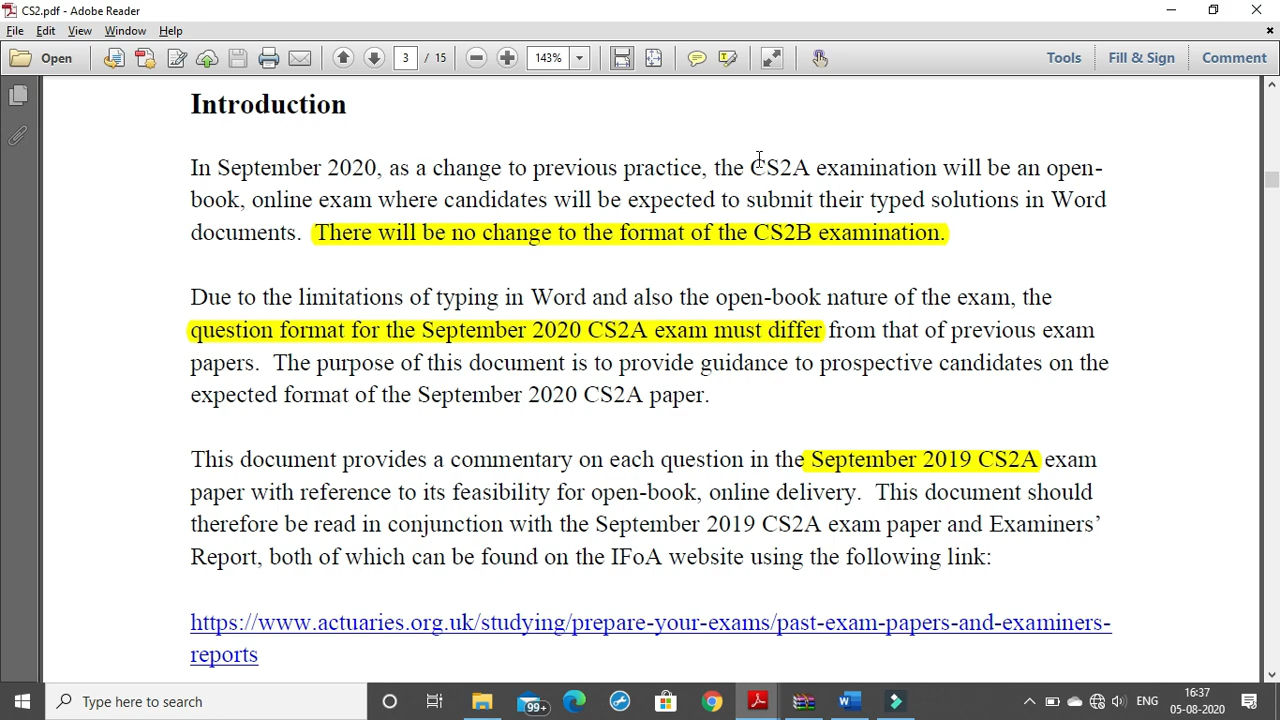 CS2.pdf - Adobe Reader
File Edit View Window Help
Open 3 / 15 143% Tools Fill & Sign Comment
Introduction
In September 2020, as a change to previous practice, the CS2A examination will be an open-
book, online exam where candidates will be expected to submit their typed solutions in Word
documents. There will be no change to the format of the CS2B examination.
Due to the limitations of typing in Word and also the open-book nature of the exam, the
question format for the September 2020 CS2A exam must differ from that of previous exam
papers. The purpose of this document is to provide guidance to prospective candidates on the
expected format of the September 2020 CS2A paper.
This document provides a commentary on each question in the September 2019 CS2A exam
paper with reference to its feasibility for open-book, online delivery. This document should
therefore be read in conjunction with the September 2019 CS2A exam paper and Examiners’
Report, both of which can be found on the IFoA website using the following link:
https://www.actuaries.org.uk/studying/prepare-your-exams/past-exam-papers-and-examiners-
reports
Type here to search 99+ ENG 16:37
05-08-2020